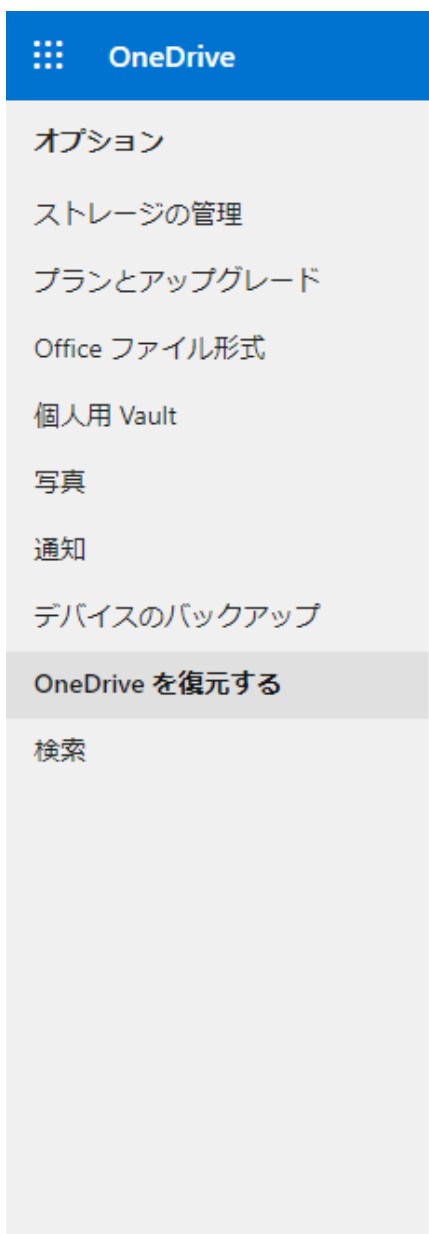 OneDrive
オプション
ストレージの管理
プランとアップグレード
Office ファイル形式
個人用 Vault
写真
通知
デバイスのバックアップ
OneDrive を復元する
検索